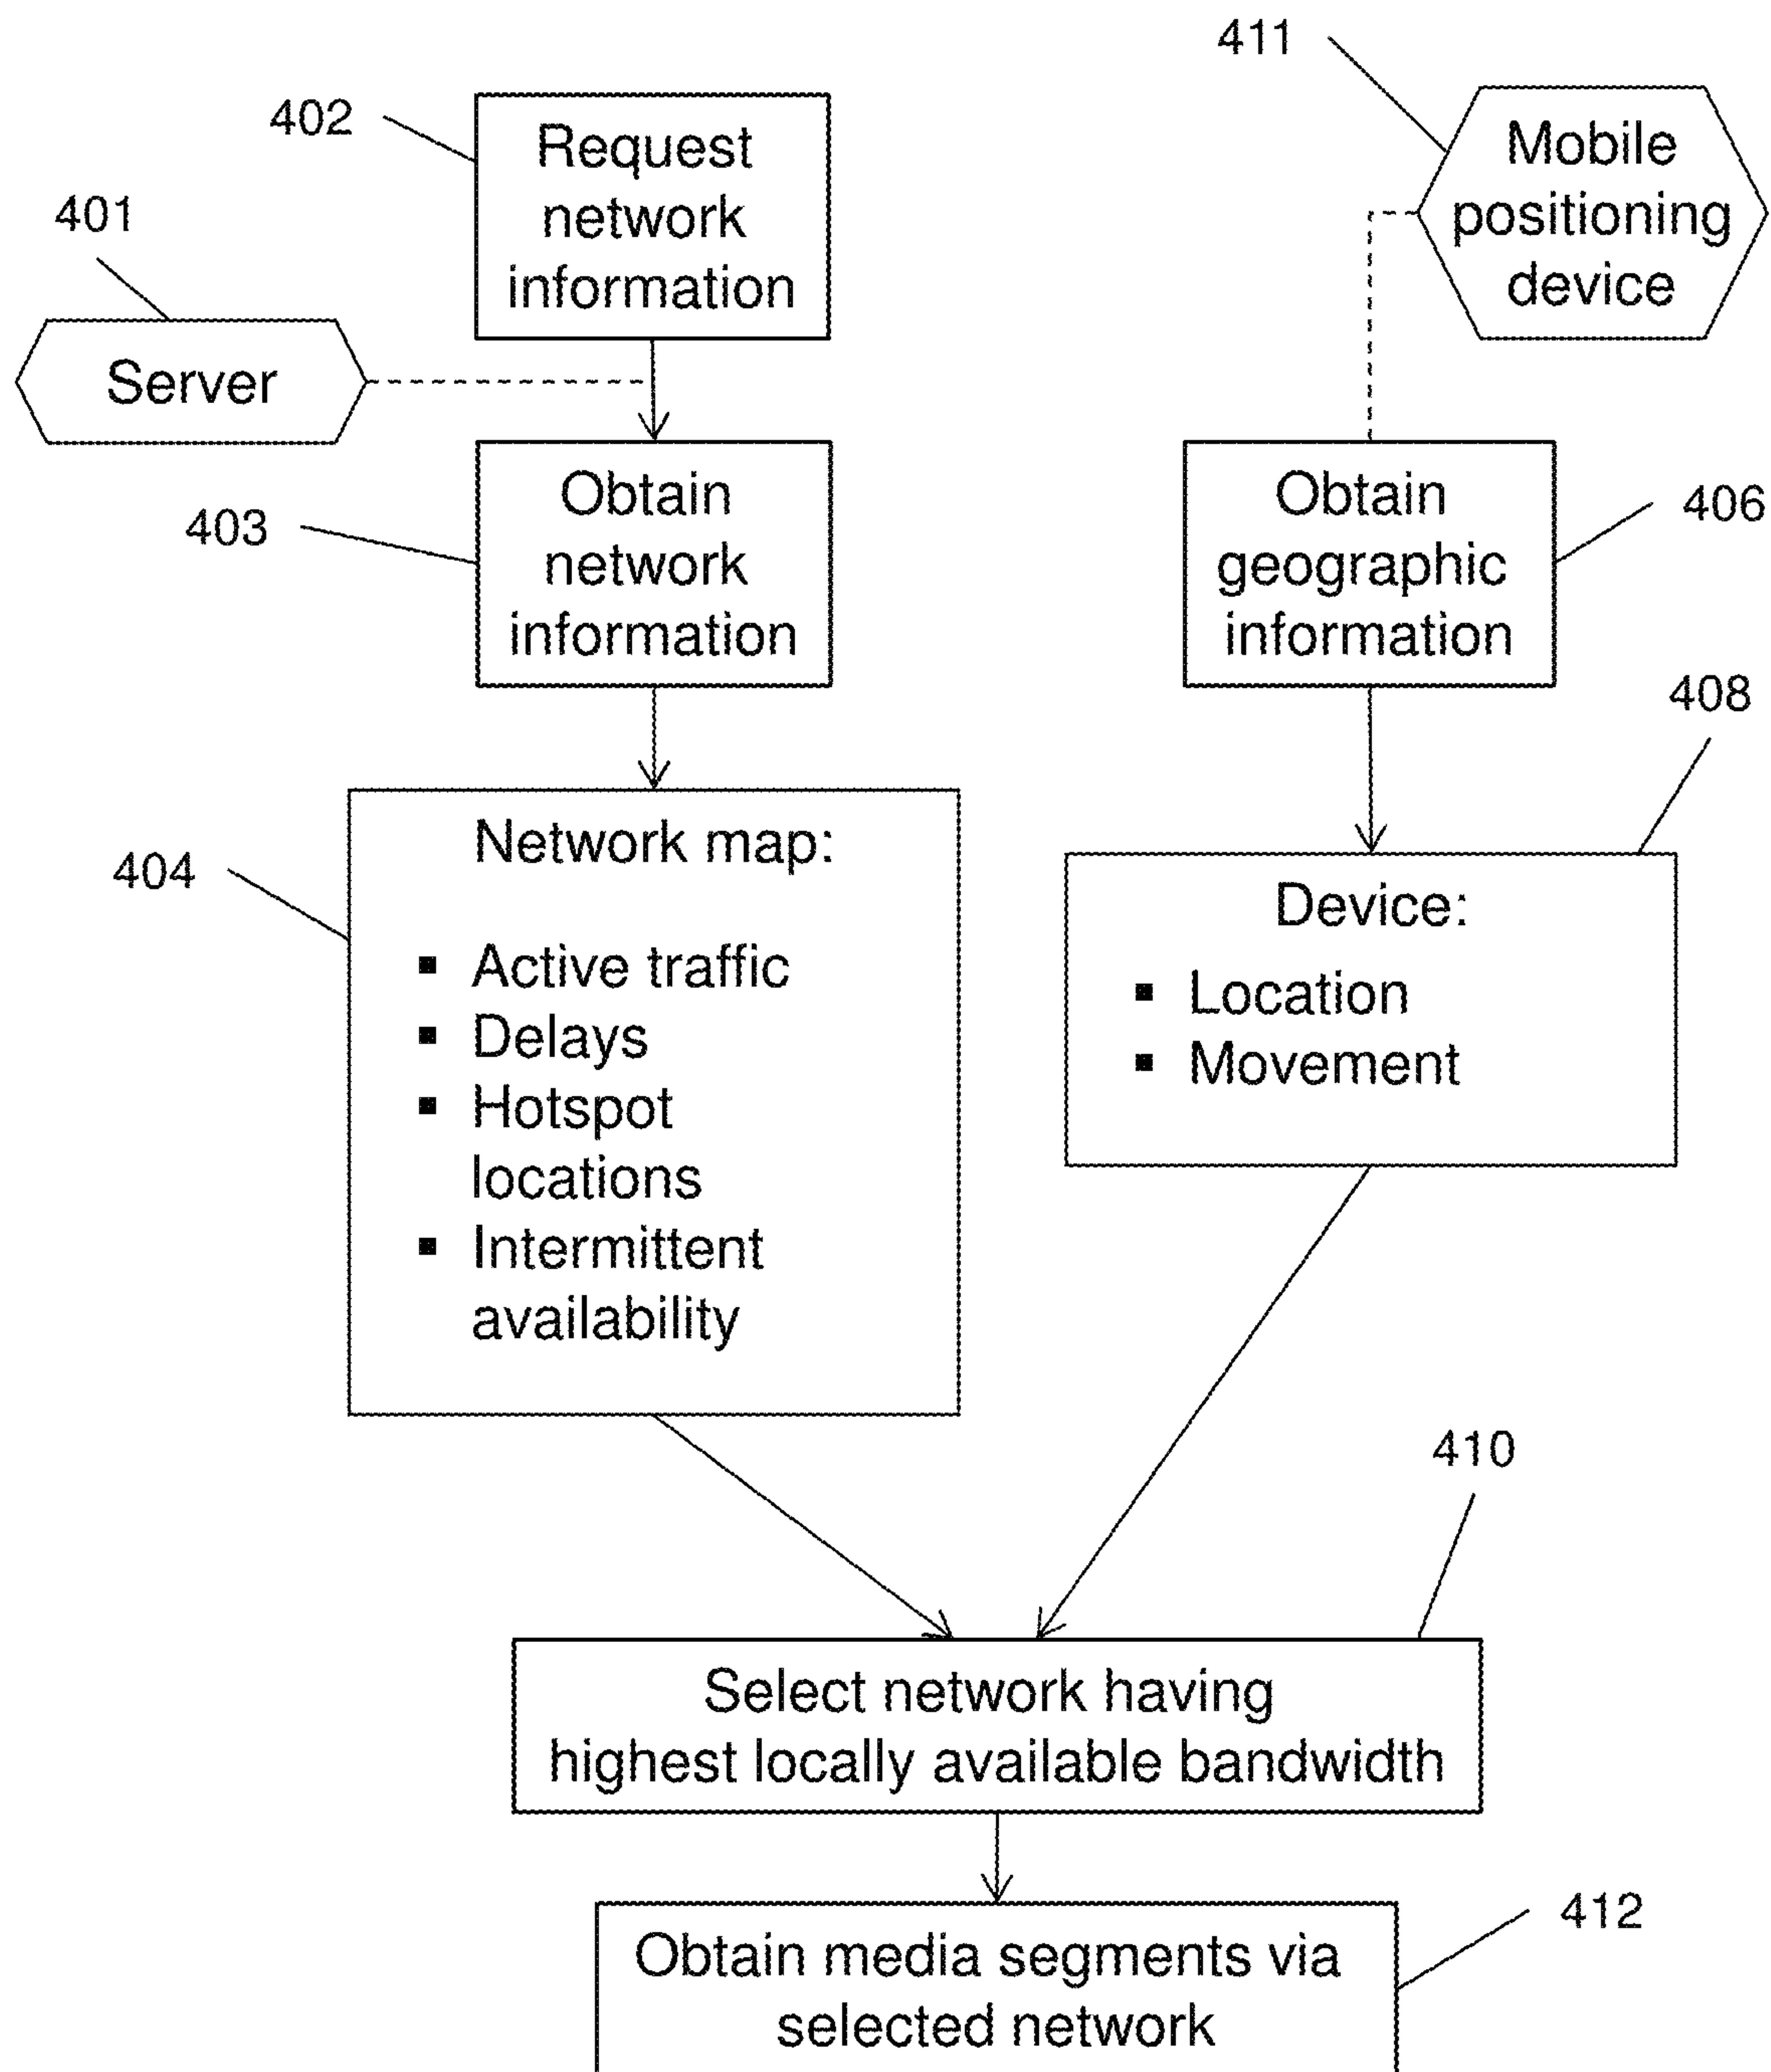 411
402
Request
network
information
Mobile
positioning
device
401
Server
Obtain
network
information
403
Obtain
geographic
information
406
408
Network map:
▪ Active traffic
▪ Delays
▪ Hotspot
locations
▪ Intermittent
availability
404
Device:
▪ Location
▪ Movement
410
Select network having
highest locally available bandwidth
412
Obtain media segments via
selected network